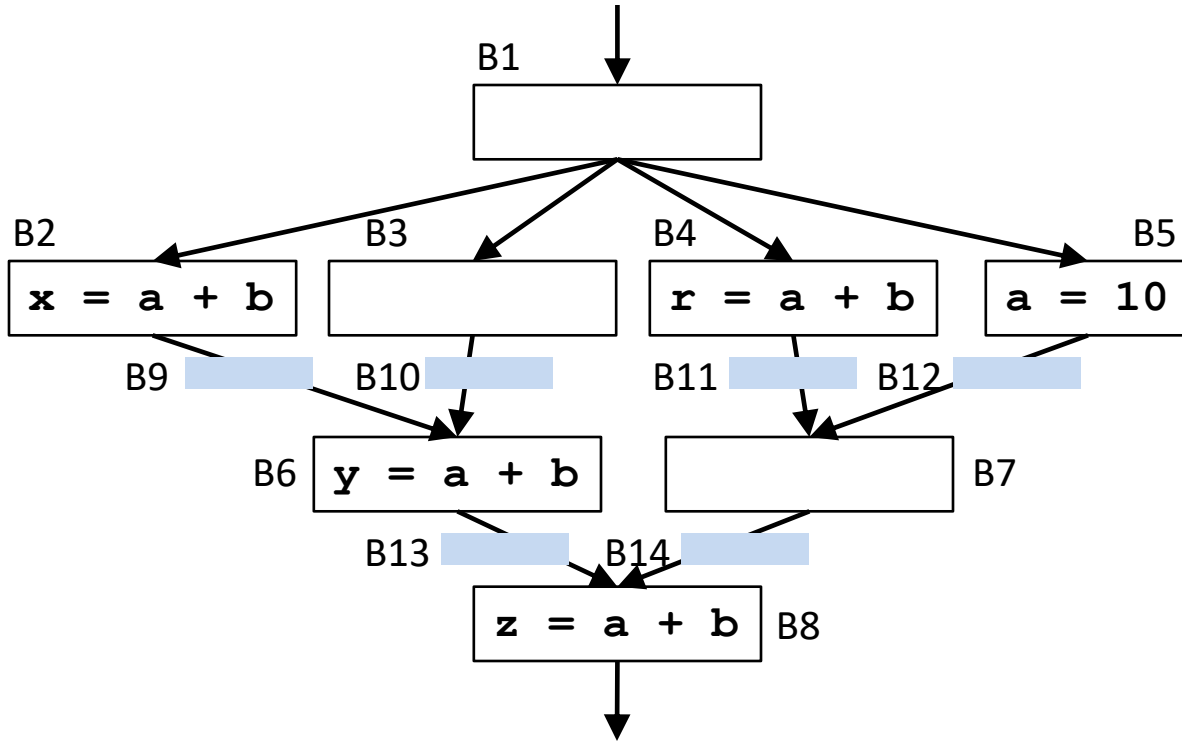 B1
B2
B3
B4
B5
x = a + b
r = a + b
a = 10
B9
B10
B11
B12
B6
y = a + b
B7
B13
B14
z = a + b
B8